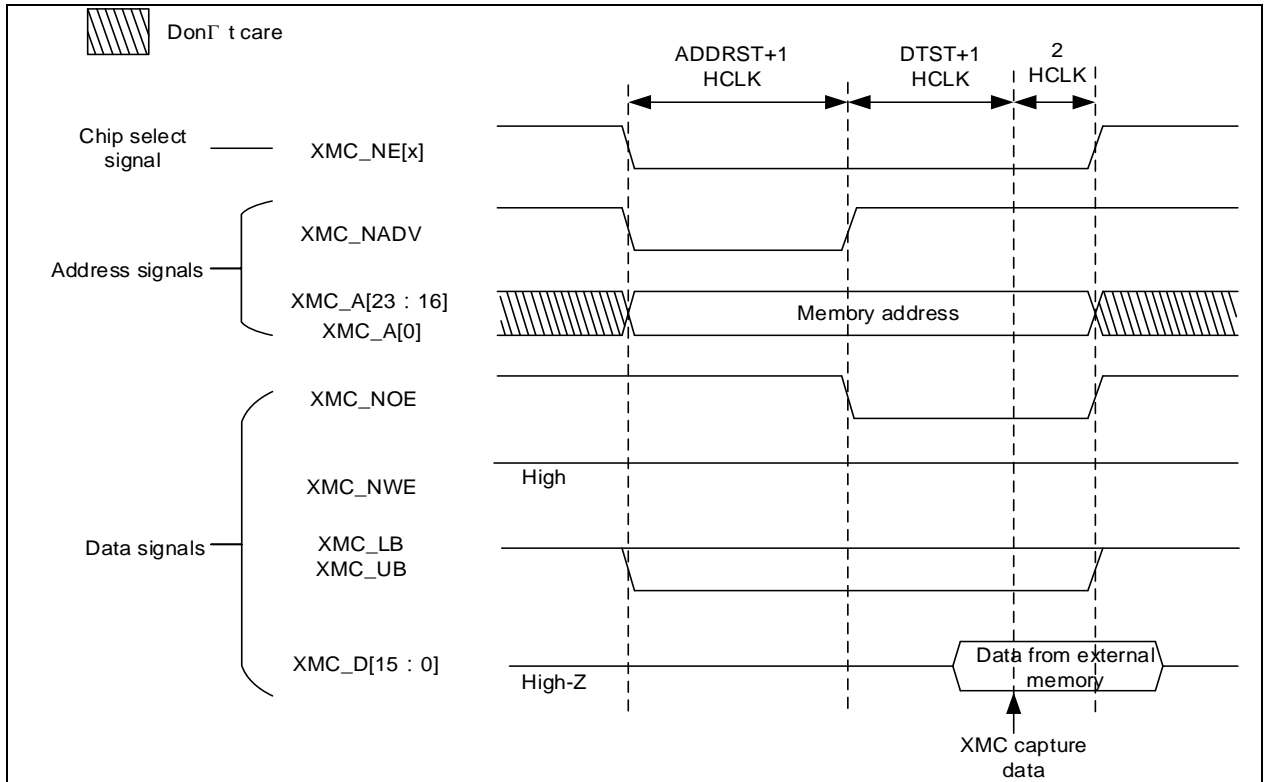 DonΓ t care
ADDRST+1
HCLK
DTST+1
HCLK
2
HCLK
Chip select
signal
XMC_NE[x]
Address signals
XMC_NADV
XMC_A[23 : 16]
XMC_A[0]
Memory address
Data signals
XMC_NOE
XMC_NWE
High
XMC_LB
XMC_UB
XMC_D[15 : 0]
High-Z
Data from external
memory
XMC capture
data